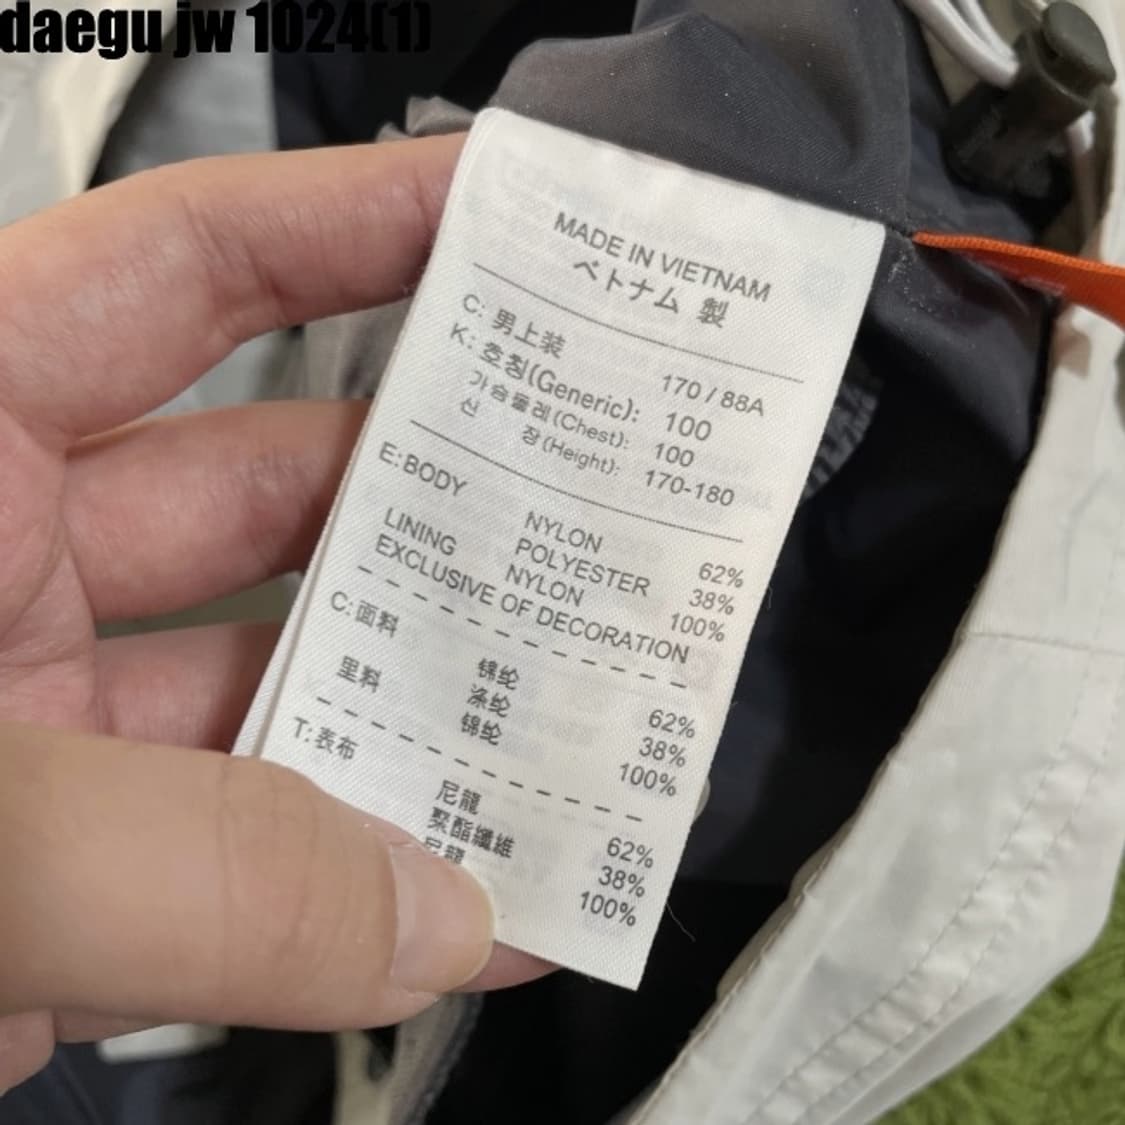 daegu jw 1024(1)
MADE IN VIETNAM
ベトナム 製
C: 男上装 170 / 88A
K: 호칭(Generic): 100
가슴둘레(Chest): 100
신 장(Height): 170-180
E: BODY NYLON 62%
POLYESTER 38%
LINING NYLON 100%
EXCLUSIVE OF DECORATION
C: 面料 锦纶 62%
涤纶 38%
里料 锦纶 100%
T: 表布 尼龍 62%
聚酯纖維 38%
尼龍 100%